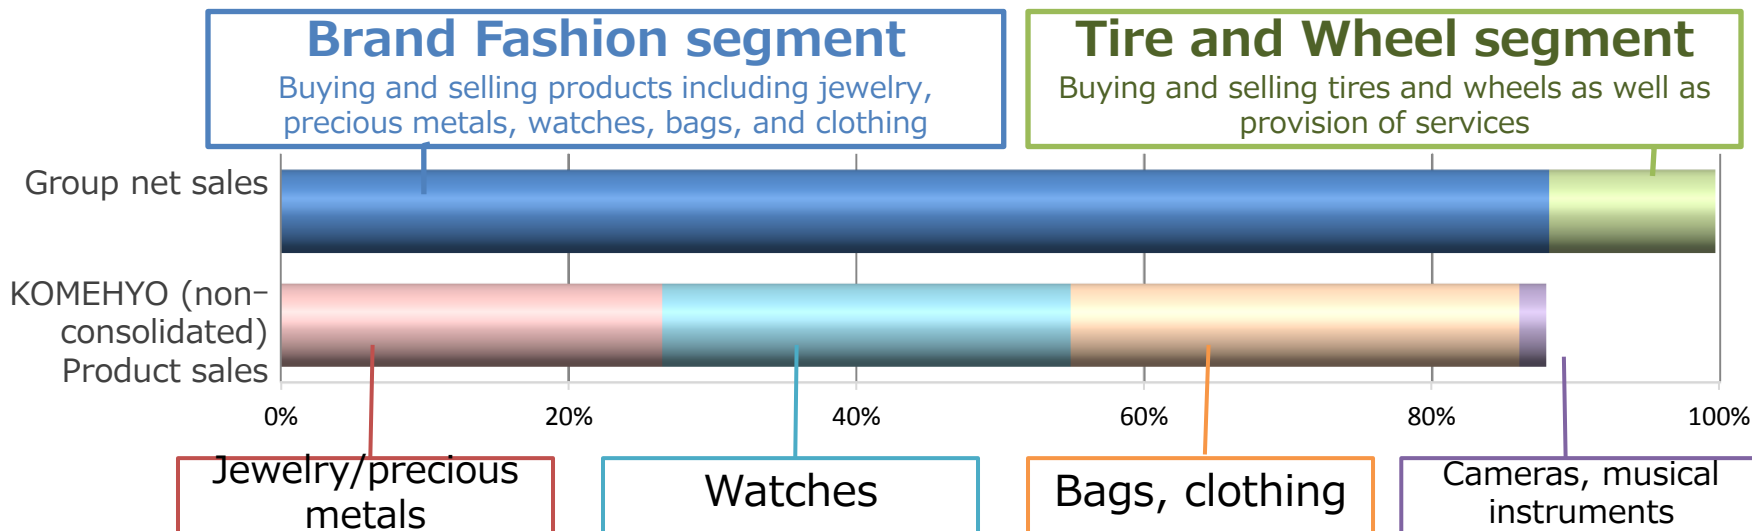 Brand Fashion segment
Buying and selling products including jewelry,
precious metals, watches, bags, and clothing
Tire and Wheel segment
Buying and selling tires and wheels as well as
provision of services
Group net sales
KOMEHYO (non-
consolidated)
Product sales
0%
20%
40%
60%
80%
100%
Jewelry/precious
metals
Watches
Bags, clothing
Cameras, musical
instruments